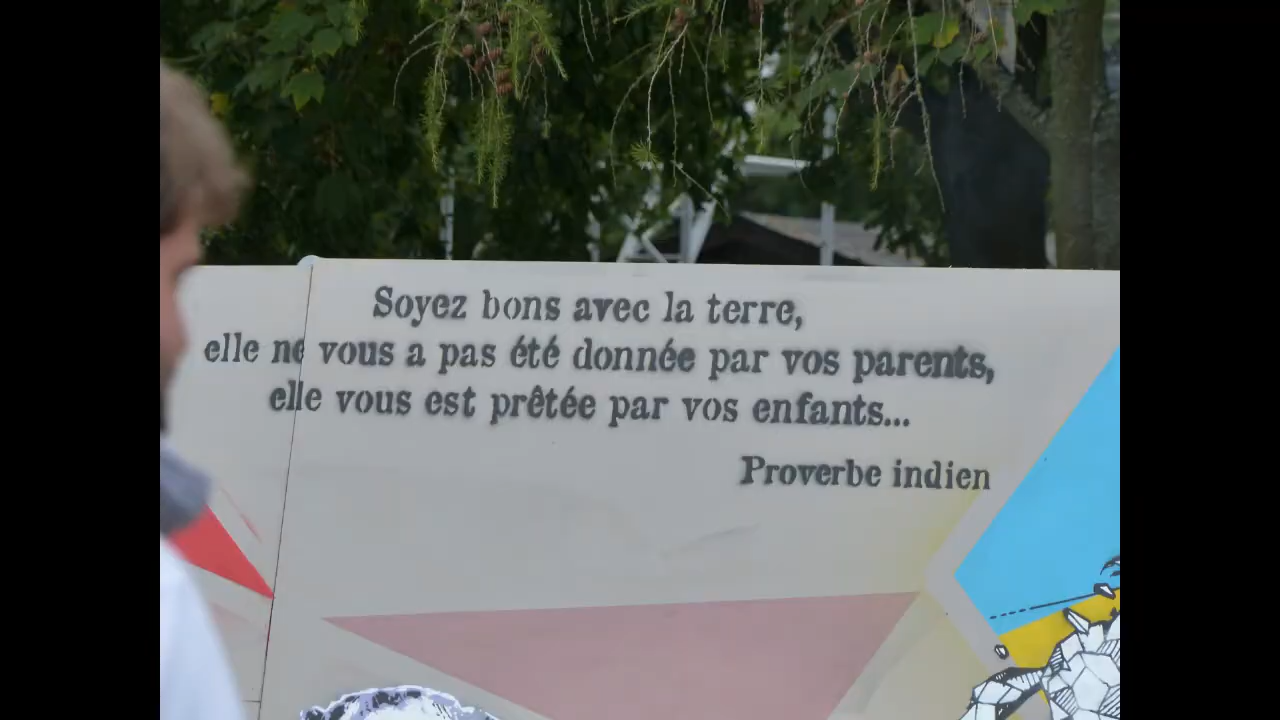 Soyez bons avec la terre,
elle ne vous a pas été donnée par vos parents,
elle vous est prêtée par vos enfants...
Proverbe indien